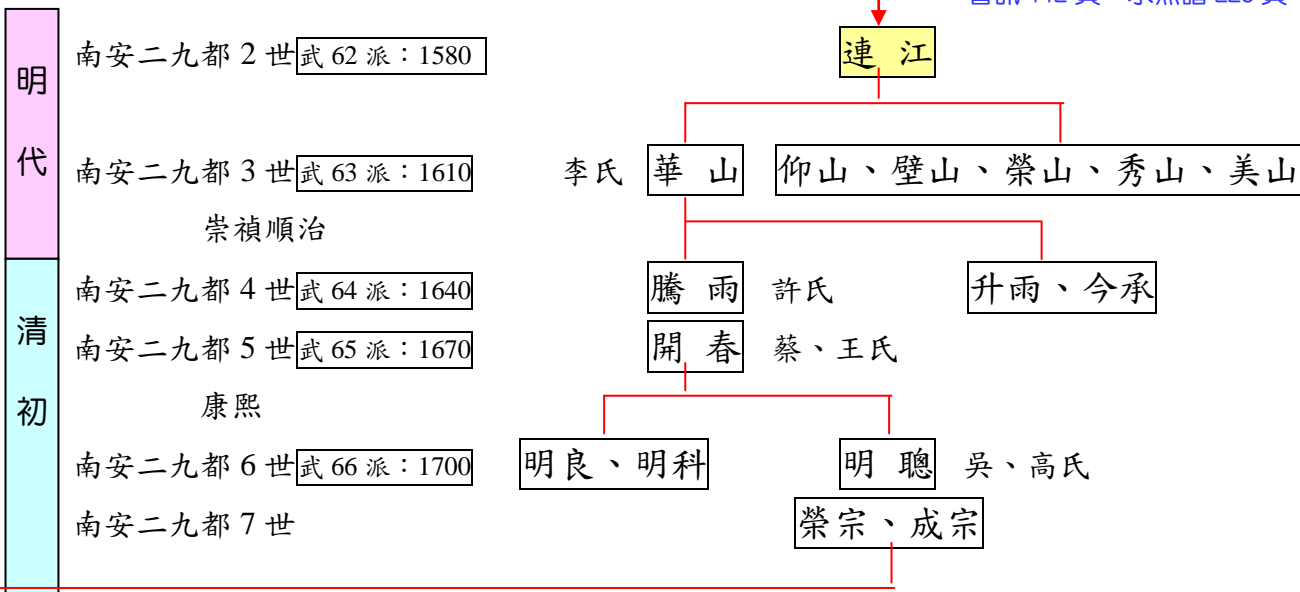 明代
南安二九都 2 世 武 62 派：1580 連江
南安二九都 3 世 武 63 派：1610 李氏 華山 仰山、壁山、榮山、秀山、美山
崇禎順治
清初
南安二九都 4 世 武 64 派：1640 騰雨 許氏 升雨、今承
南安二九都 5 世 武 65 派：1670 開春 蔡、王氏
康熙
南安二九都 6 世 武 66 派：1700 明良、明科 明聰 吳、高氏
南安二九都 7 世 榮宗、成宗